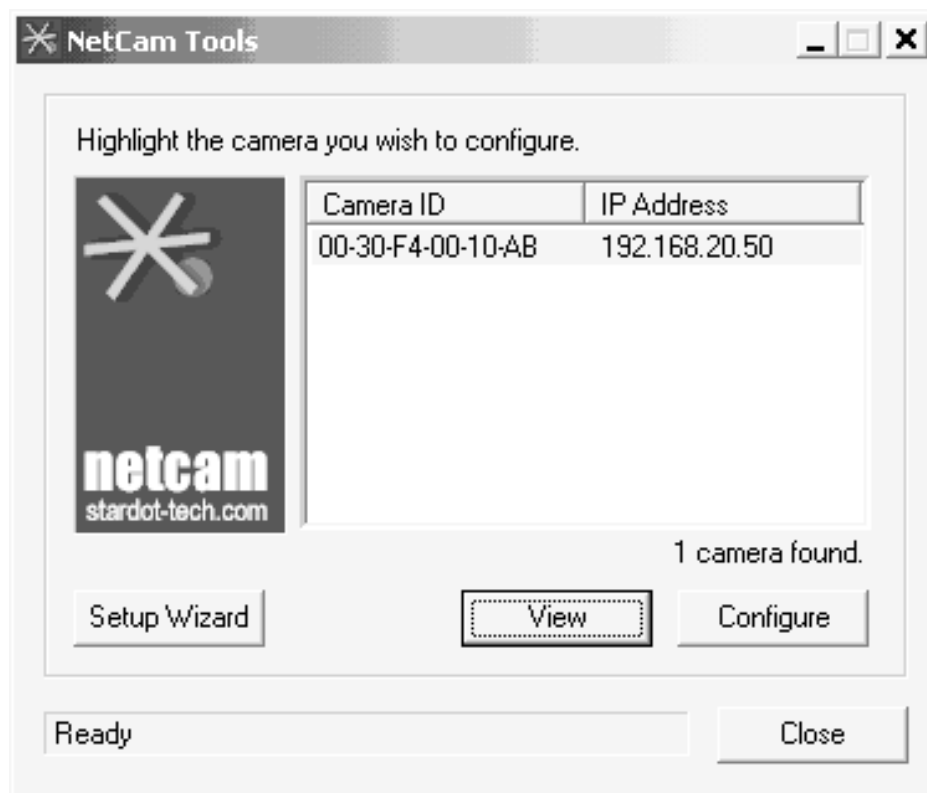 NetCam Tools
Highlight the camera you wish to configure.
Camera ID IP Address
00-30-F4-00-10-AB 192.168.20.50
netcam
stardot-tech.com
1 camera found.
Setup Wizard View Configure
Ready Close